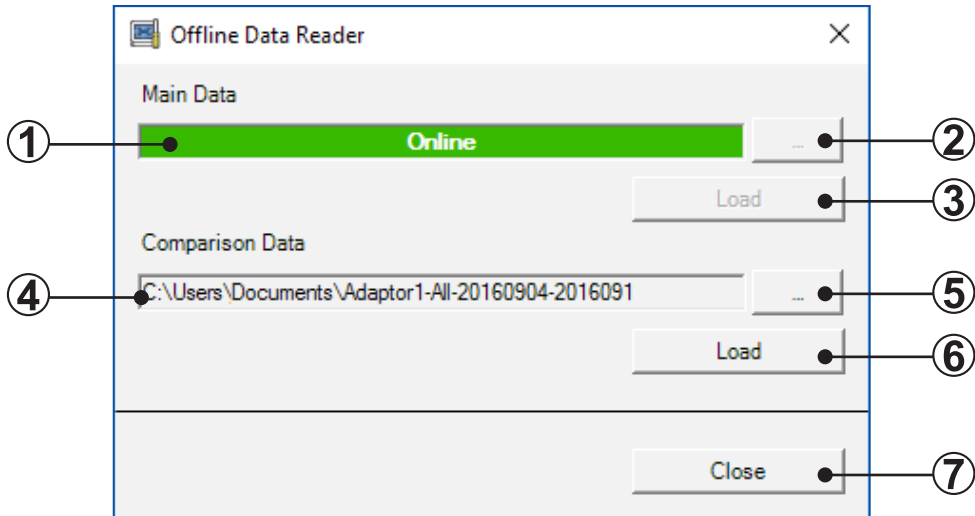 Offline Data Reader
Main Data
1
Online
...
2
Load
3
Comparison Data
4
C:\Users\Documents\Adaptor1-All-20160904-2016091
...
5
Load
6
Close
7